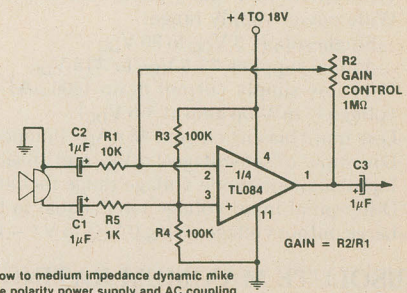 + 4 TO 18V
R2
GAIN
CONTROL
1MΩ
C2
1μF
R1
10K
R3
100K
4
2
1/4
TL084
1
3
11
C3
1μF
C1
1μF
R5
1K
R4
100K
GAIN = R2/R1
low to medium impedance dynamic mike
polarity power supply and AC coupling